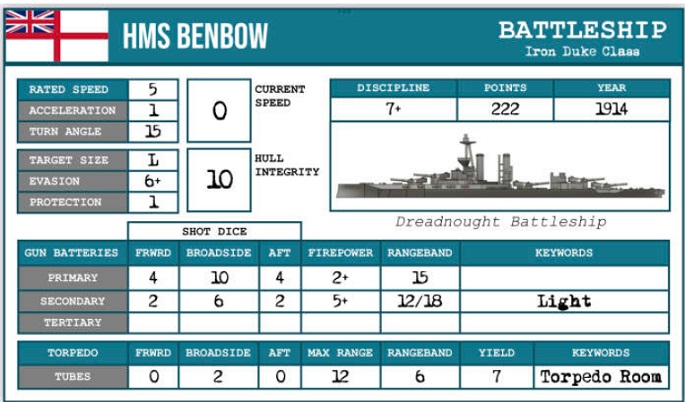 HMS BENBOW
BATTLESHIP
Iron Duke Class
RATED SPEED 5
ACCELERATION 1
TURN ANGLE 15
0 CURRENT SPEED
TARGET SIZE L
EVASION 6+
PROTECTION 1
10 HULL INTEGRITY
DISCIPLINE POINTS YEAR
7+ 222 1914
Dreadnought Battleship
SHOT DICE
GUN BATTERIES FRWRD BROADSIDE AFT FIREPOWER RANGEBAND KEYWORDS
PRIMARY 4 10 4 2+ 15
SECONDARY 2 6 2 5+ 12/18 Light
TERTIARY
TORPEDO FRWRD BROADSIDE AFT MAX RANGE RANGEBAND YIELD KEYWORDS
TUBES 0 2 0 12 6 7 Torpedo Room